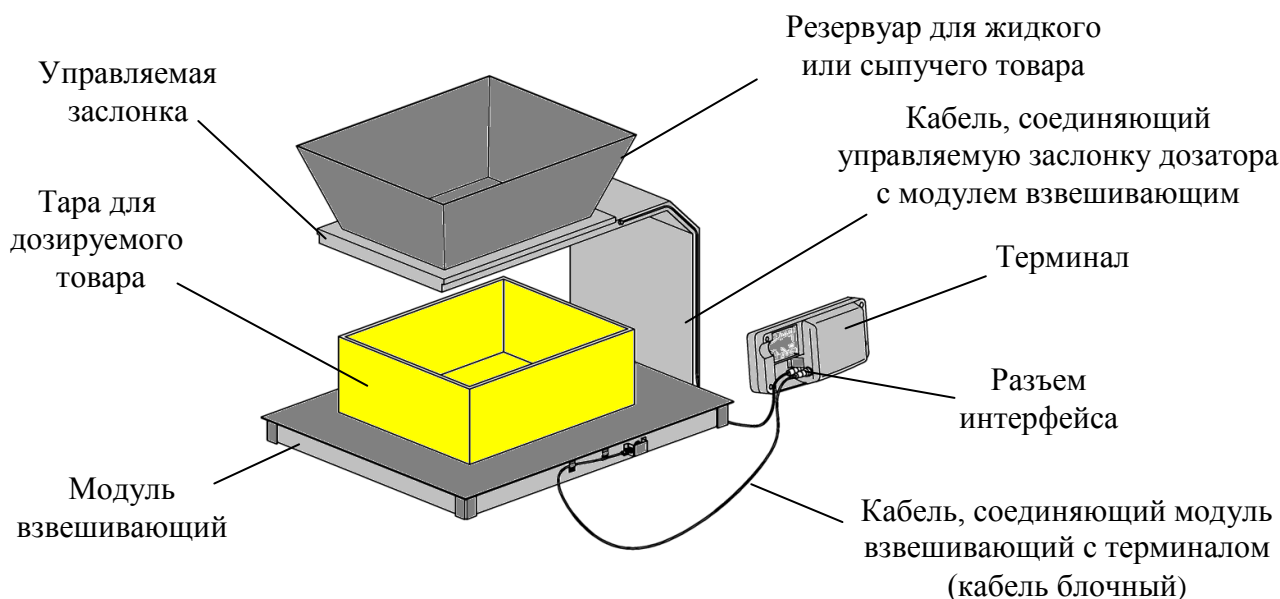 Резервуар для жидкого
или сыпучего товара
Управляемая
заслонка
Кабель, соединяющий
управляемую заслонку дозатора
с модулем взвешивающим
Тара для
дозируемого
товара
Терминал
Разъем
интерфейса
Модуль
взвешивающий
Кабель, соединяющий модуль
взвешивающий с терминалом
(кабель блочный)